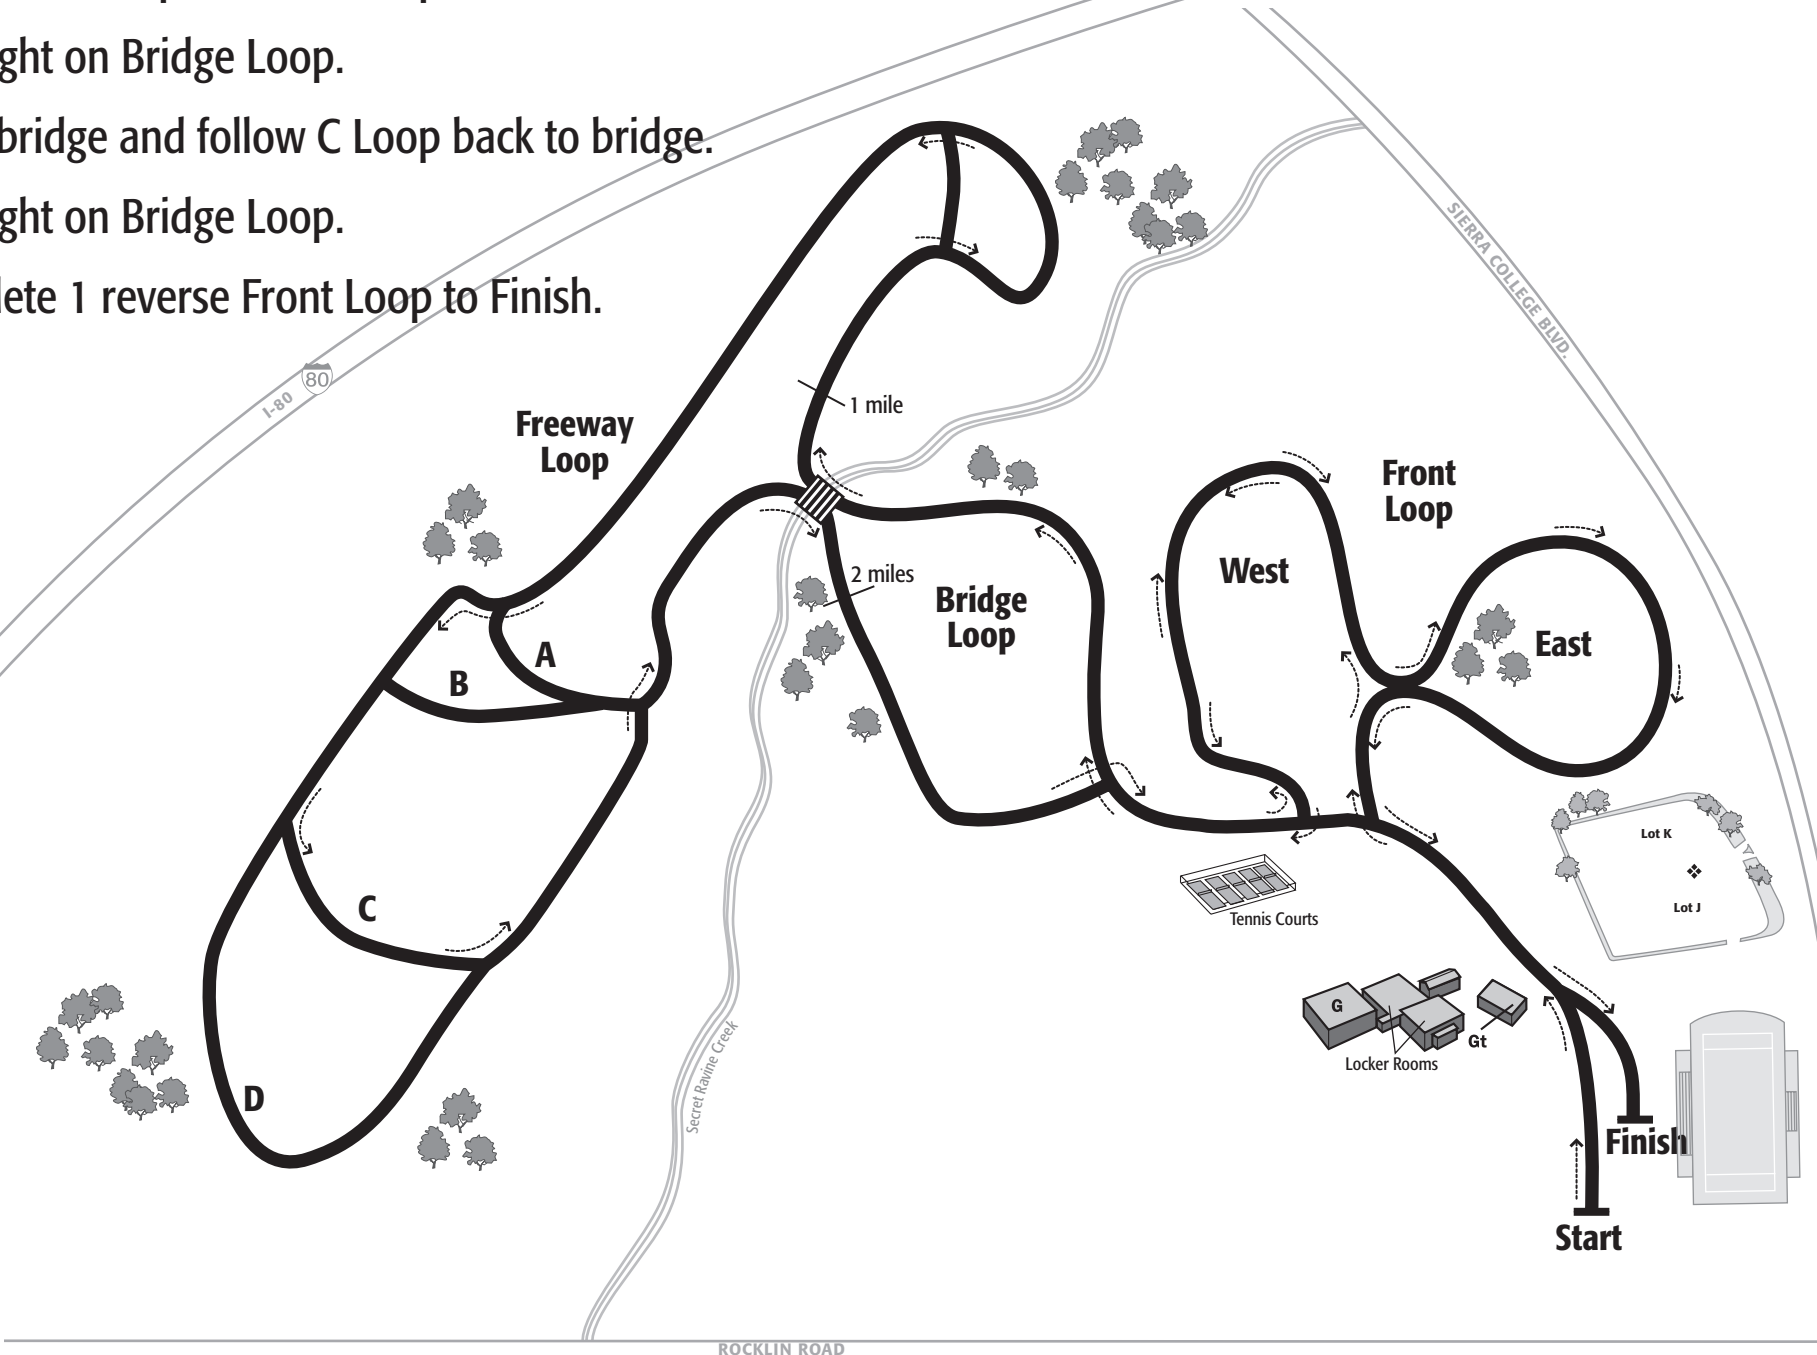 ght on Bridge Loop.
bridge and follow C Loop back to bridge.
ght on Bridge Loop.
lete 1 reverse Front Loop to Finish.
SIERRA COLLEGE BLVD.
80
I-80
1 mile
Freeway
Loop
Front
Loop
West
2 miles
Bridge
Loop
East
A
B
Lot K
C
Lot J
Tennis Courts
G
Gt
Locker Rooms
Secret Ravine Creek
D
Finish
Start
ROCKLIN ROAD